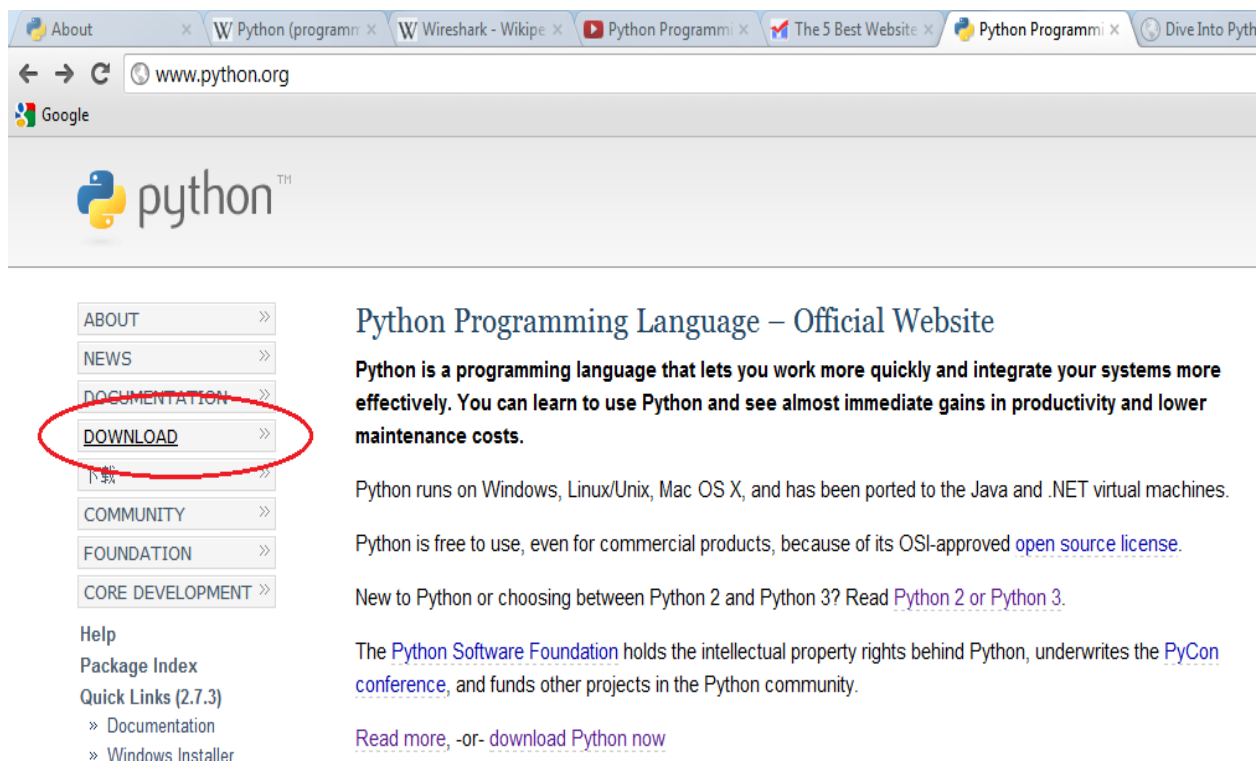 About
Python (programm
Wireshark - Wikipe
Python Programmi
The 5 Best Website
Python Programmi
Dive Into Pyth
www.python.org
Google
python™
ABOUT
NEWS
DOCUMENTATION
DOWNLOAD
下载
COMMUNITY
FOUNDATION
CORE DEVELOPMENT
Help
Package Index
Quick Links (2.7.3)
» Documentation
» Windows Installer
Python Programming Language – Official Website
Python is a programming language that lets you work more quickly and integrate your systems more
effectively. You can learn to use Python and see almost immediate gains in productivity and lower
maintenance costs.
Python runs on Windows, Linux/Unix, Mac OS X, and has been ported to the Java and .NET virtual machines.
Python is free to use, even for commercial products, because of its OSI-approved open source license.
New to Python or choosing between Python 2 and Python 3? Read Python 2 or Python 3.
The Python Software Foundation holds the intellectual property rights behind Python, underwrites the PyCon
conference, and funds other projects in the Python community.
Read more, -or- download Python now